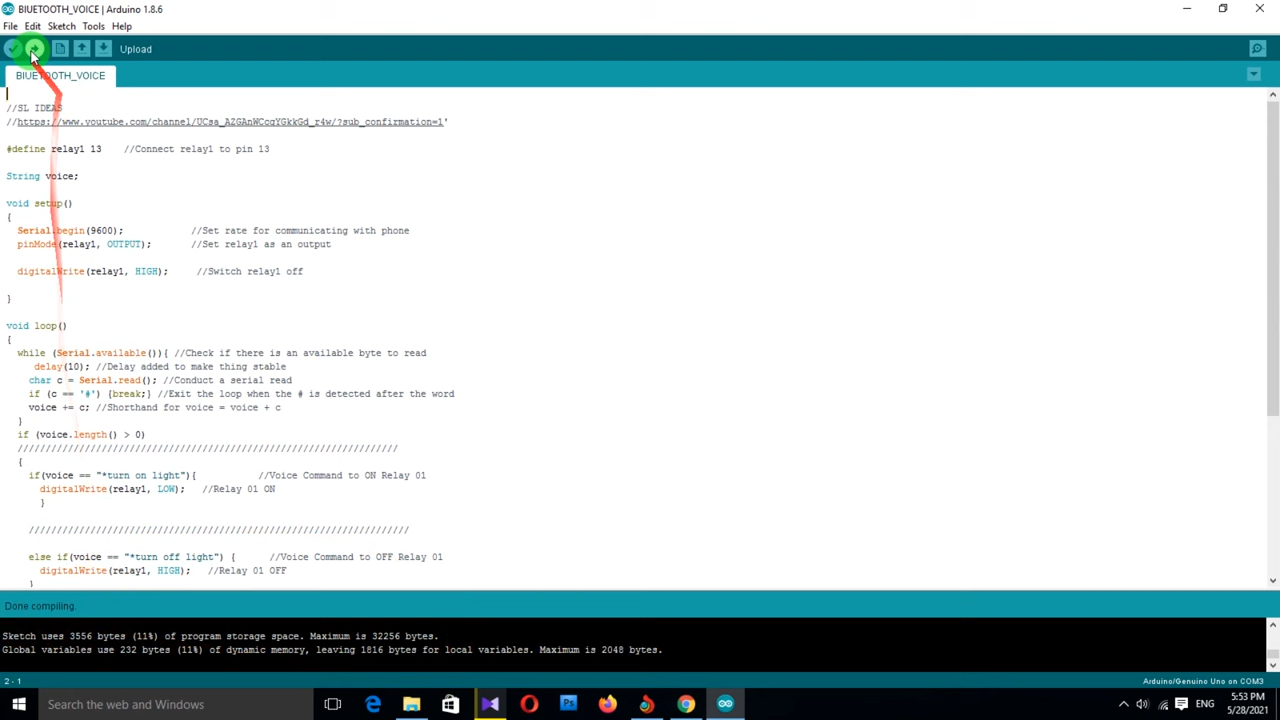 BIUETOOTH_VOICE | Arduino 1.8.6
File Edit Sketch Tools Help
Upload
BIUETOOTH_VOICE
//SL IDEAS
//https://www.youtube.com/channel/UCsa_AZGAnWCcqYGkkGd_r4w/?sub_confirmation=1'
#define relay1 13 //Connect relay1 to pin 13
String voice;
void setup()
{
Serial.begin(9600); //Set rate for communicating with phone
pinMode(relay1, OUTPUT); //Set relay1 as an output
digitalWrite(relay1, HIGH); //Switch relay1 off
}
void loop()
{
while (Serial.available()){ //Check if there is an available byte to read
delay(10); //Delay added to make thing stable
char c = Serial.read(); //Conduct a serial read
if (c == '#') {break;} //Exit the loop when the # is detected after the word
voice += c; //Shorthand for voice = voice + c
}
if (voice.length() > 0)
////////////////////////////////////////////////////////////////////
{
if(voice == "*turn on light"){ //Voice Command to ON Relay 01
digitalWrite(relay1, LOW); //Relay 01 ON
}
////////////////////////////////////////////////////////////////////
else if(voice == "*turn off light") { //Voice Command to OFF Relay 01
digitalWrite(relay1, HIGH); //Relay 01 OFF
}
Done compiling.
Sketch uses 3556 bytes (11%) of program storage space. Maximum is 32256 bytes.
Global variables use 232 bytes (11%) of dynamic memory, leaving 1816 bytes for local variables. Maximum is 2048 bytes.
2 - 1 Arduino/Genuino Uno on COM3
Search the web and Windows
Ps
ENG
5:53 PM
5/28/2021